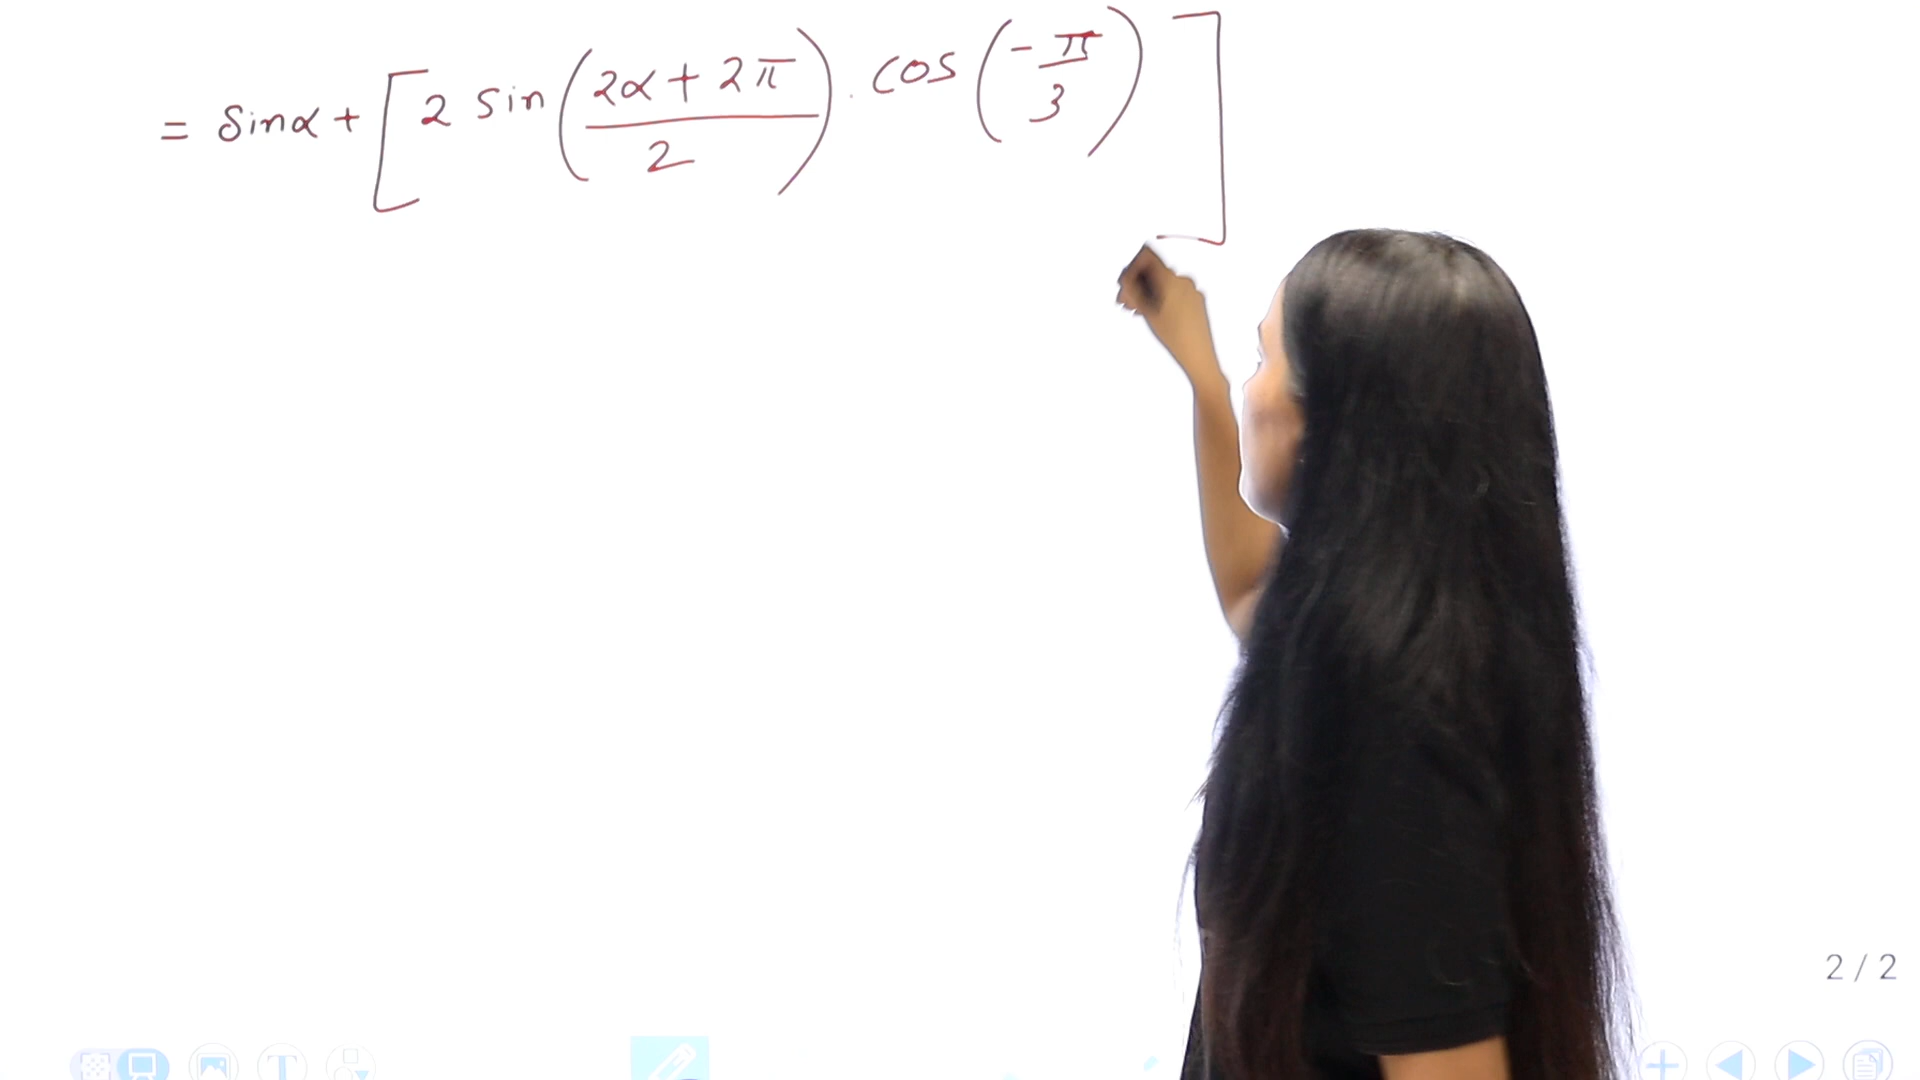 = sinα + [2 sin((2α + 2π)/2) . cos(-π/3)]
2 / 2
T